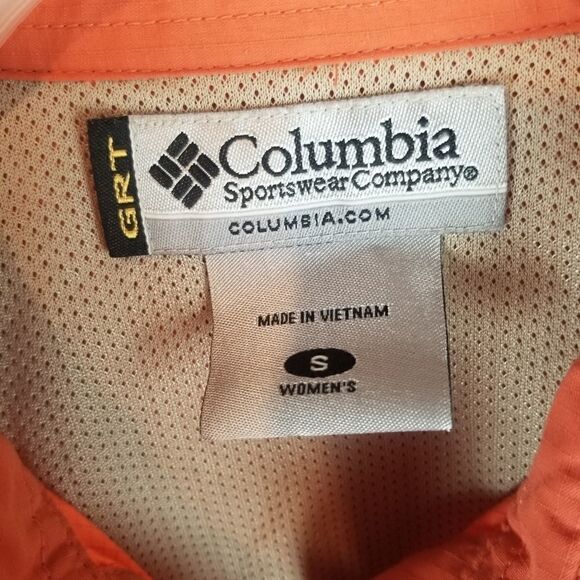 GRT
Columbia
Sportswear Company®
COLUMBIA.COM
MADE IN VIETNAM
S
WOMEN'S